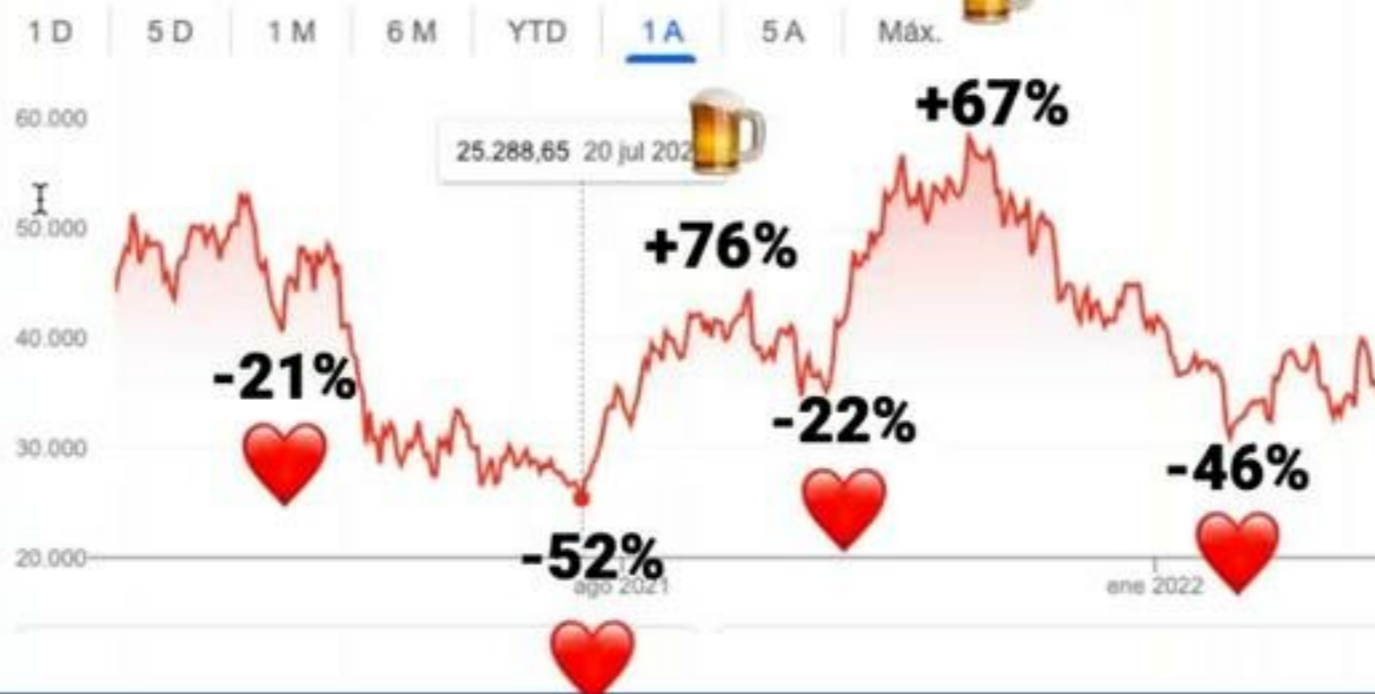 1 D 5 D 1 M 6 M YTD 1 A 5 A Máx.
+67%
60.000
25.288,65 20 jul 202
50.000
+76%
40.000
-21%
-22%
30.000
-46%
20.000
-52%
ago 2021
ene 2022